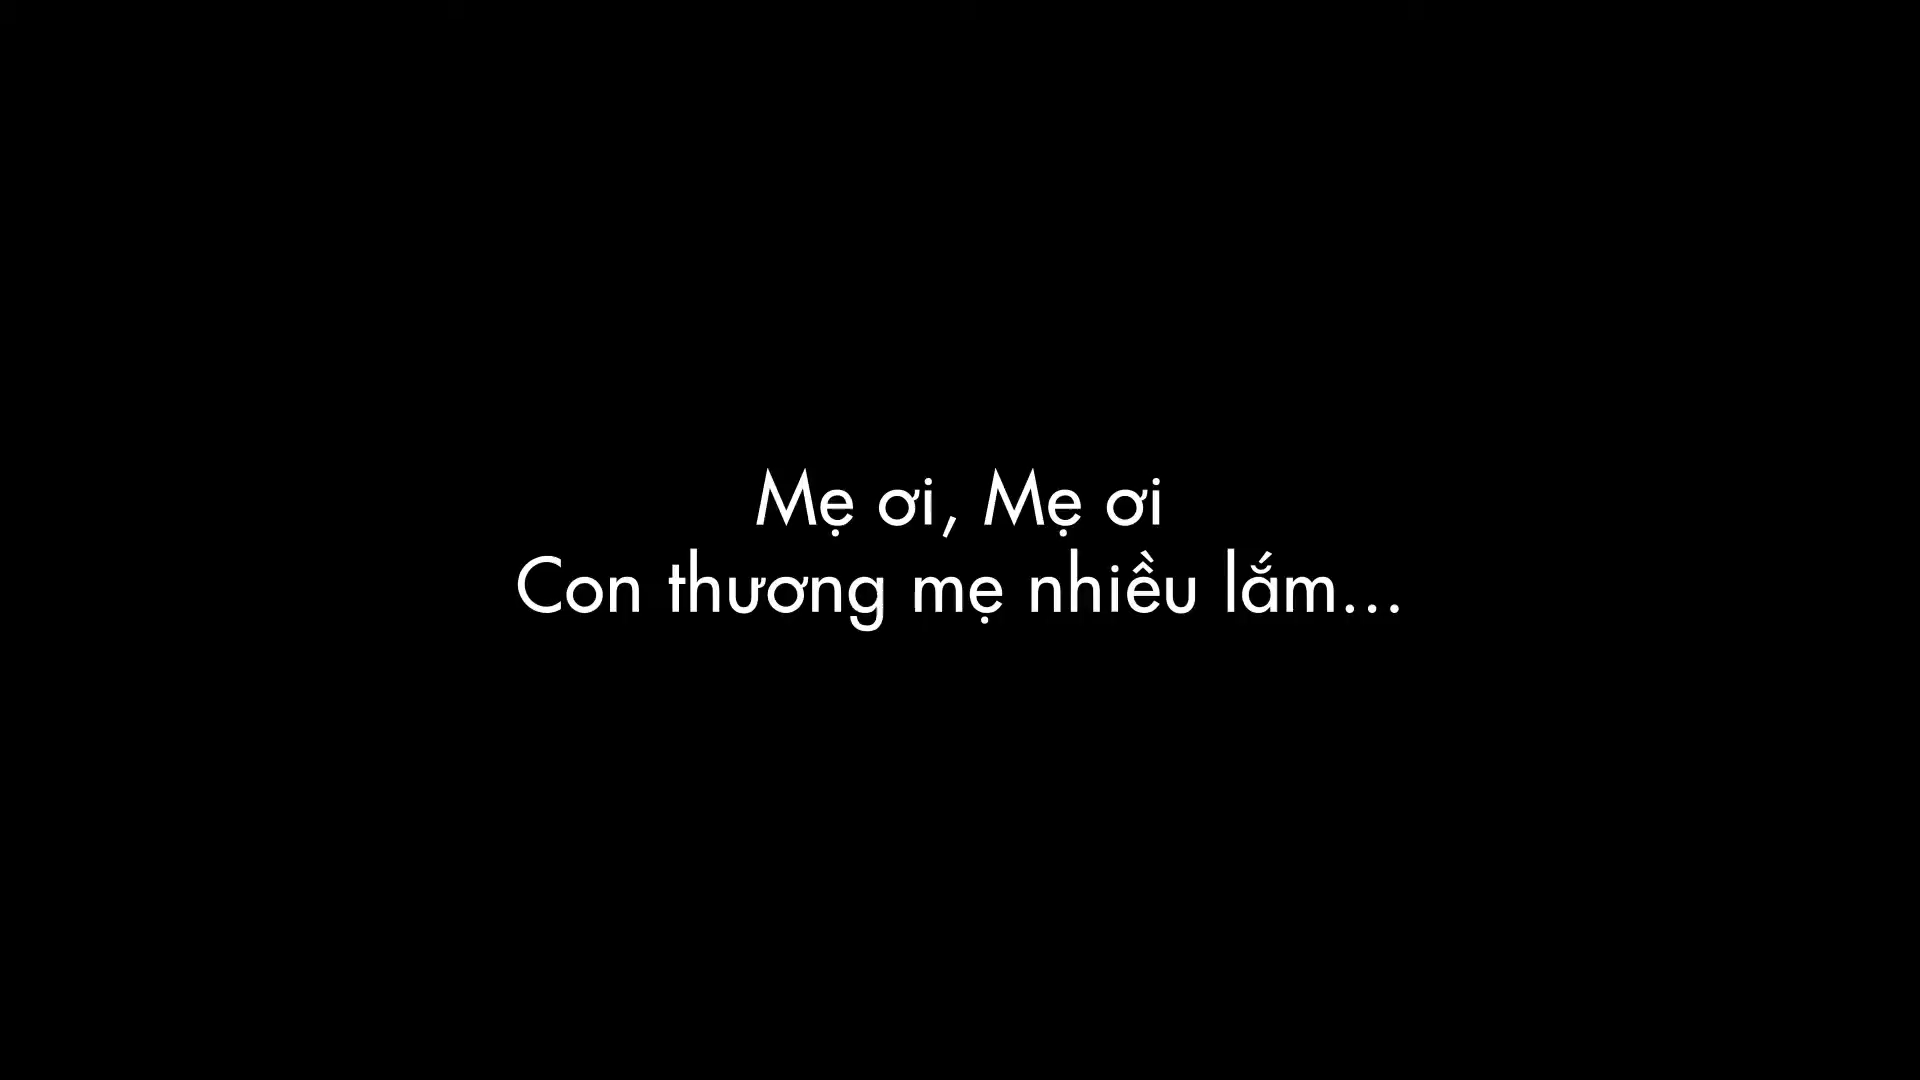 Mẹ ơi, Mẹ ơi
Con thương mẹ nhiều lắm...